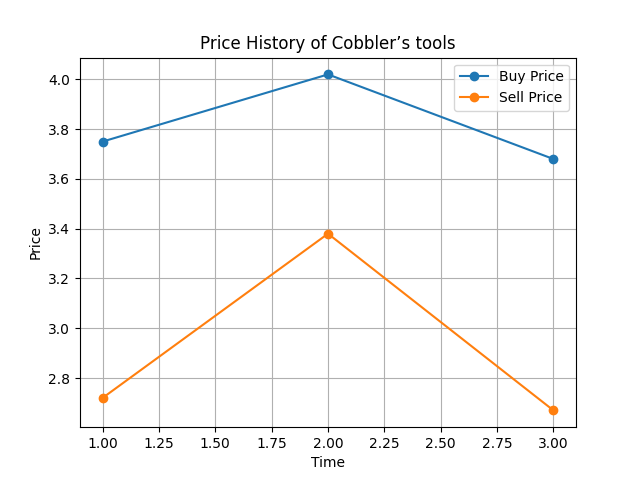 Price History of Cobbler’s tools
Buy Price
Sell Price
4.0
3.8
3.6
3.4
3.2
3.0
2.8
Price
1.00 1.25 1.50 1.75 2.00 2.25 2.50 2.75 3.00
Time